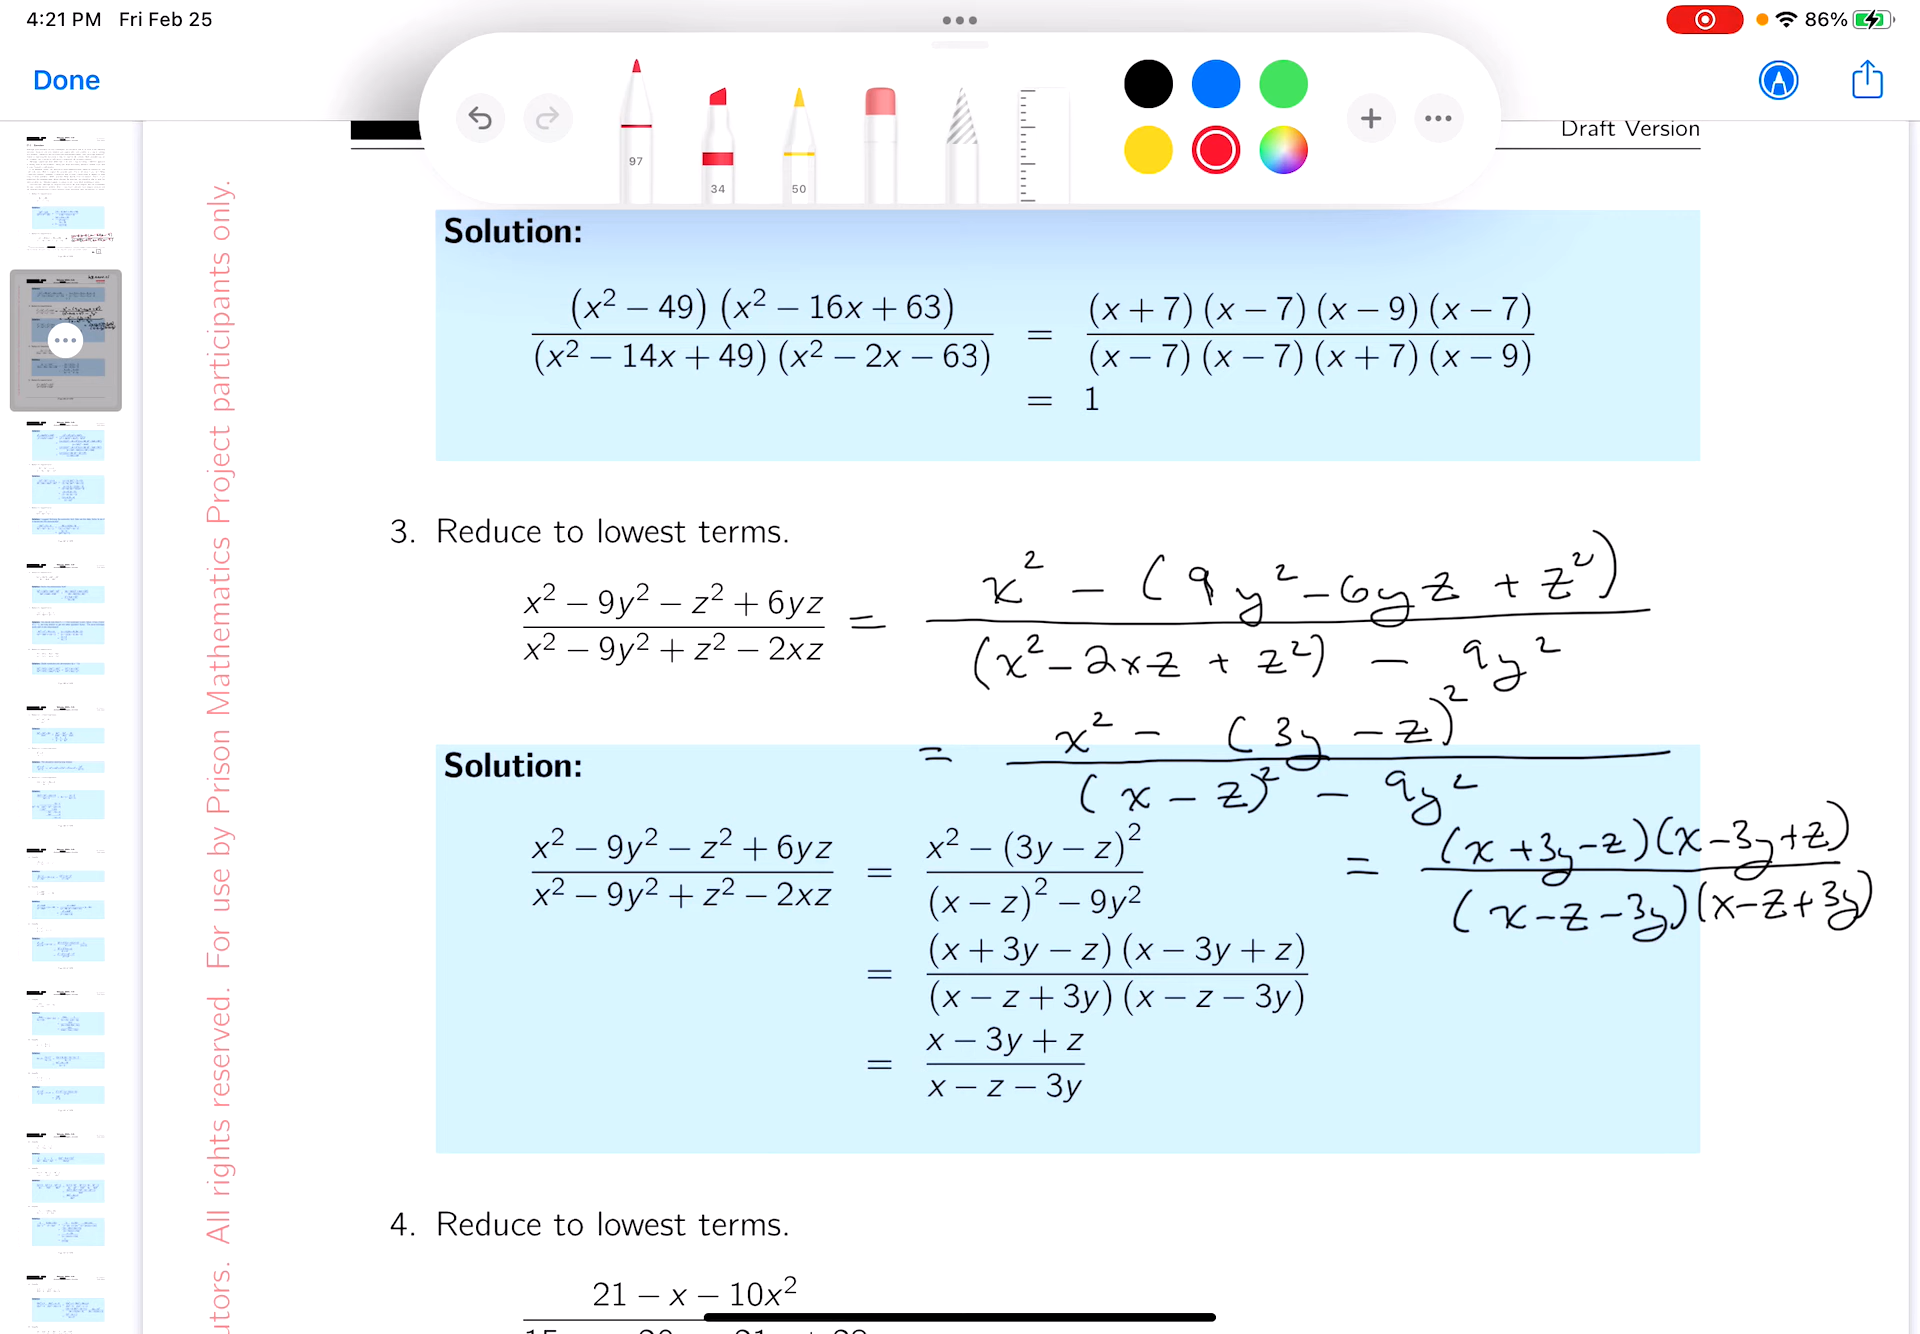 4:21 PM Fri Feb 25
86%
Done
97
34
50
Draft Version
Solution:
(x² − 49) (x² − 16x + 63) / (x² − 14x + 49) (x² − 2x − 63) = (x + 7) (x − 7) (x − 9) (x − 7) / (x − 7) (x − 7) (x + 7) (x − 9)
= 1
3. Reduce to lowest terms.
x² − 9y² − z² + 6yz / x² − 9y² + z² − 2xz = x² − (9y² − 6yz + z²) / (x² − 2xz + z²) − 9y²
= x² − (3y − z)² / (x − z)² − 9y²
= (x + 3y − z)(x − 3y + z) / (x − z − 3y)(x − z + 3y)
Solution:
x² − 9y² − z² + 6yz / x² − 9y² + z² − 2xz = x² − (3y − z)² / (x − z)² − 9y²
= (x + 3y − z) (x − 3y + z) / (x − z + 3y) (x − z − 3y)
= x − 3y + z / x − z − 3y
4. Reduce to lowest terms.
21 − x − 10x²
utors. All rights reserved. For use by Prison Mathematics Project participants only.